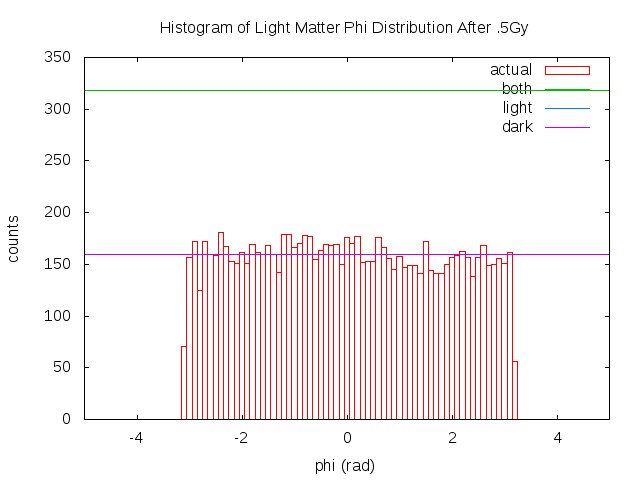 Histogram of Light Matter Phi Distribution After .5Gy
350
300
250
200
150
100
50
0
counts
actual
both
light
dark
-4 -2 0 2 4
phi (rad)